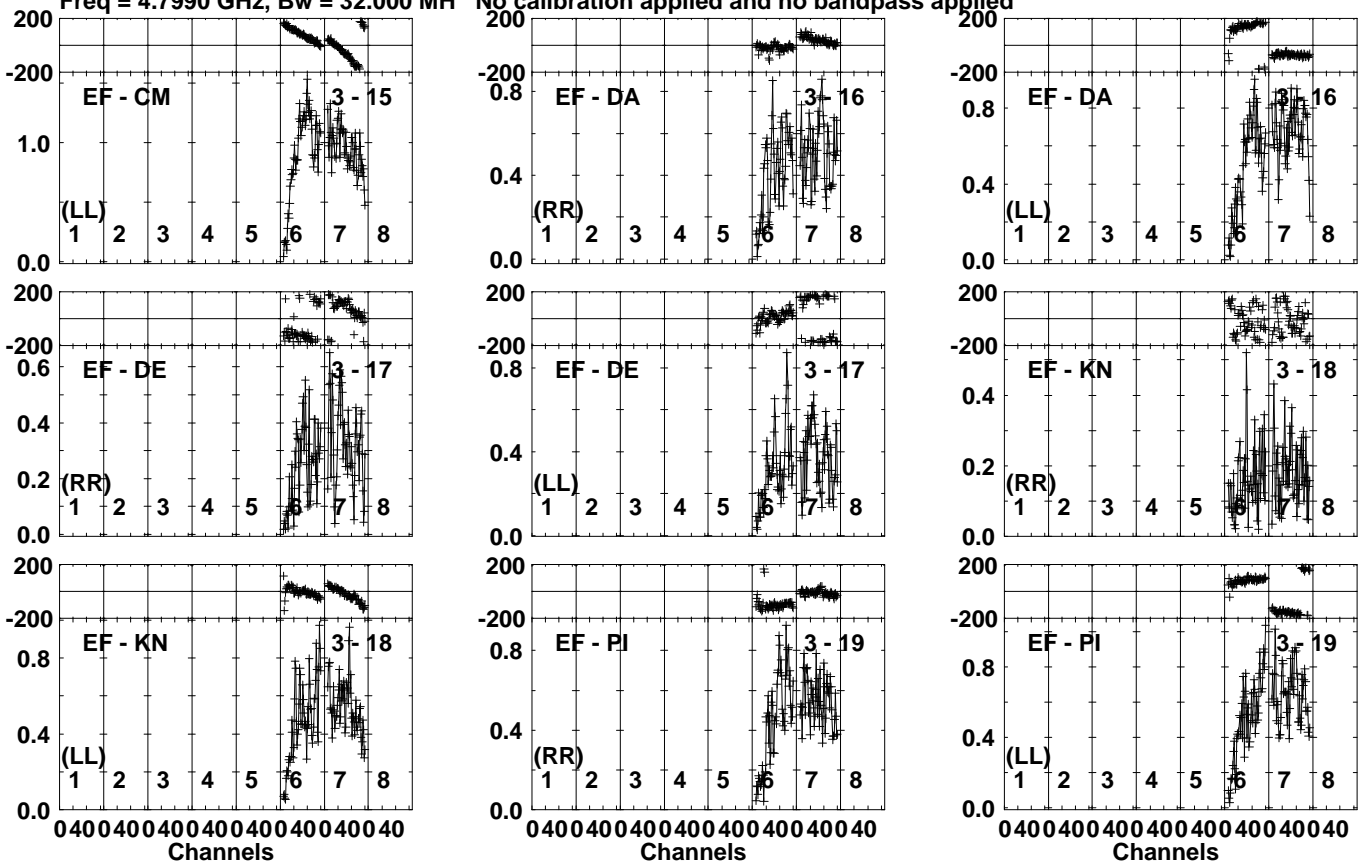 Freq = 4.7990 GHz, Bw = 32.000 MH No calibration applied and no bandpass applied
200
-200
EF - CM 3 - 15
1.0
(LL)
1 2 3 4 5 6 7 8
0.0
200
-200
EF - DA 3 - 16
0.8
0.4
(RR)
1 2 3 4 5 6 7 8
0.0
200
-200
EF - DA 3 - 16
0.8
0.4
(LL)
1 2 3 4 5 6 7 8
0.0
200
-200
EF - DE 3 - 17
0.6
0.4
0.2
(RR)
1 2 3 4 5 6 7 8
0.0
200
-200
EF - DE 3 - 17
0.8
0.4
(LL)
1 2 3 4 5 6 7 8
0.0
200
-200
EF - KN 3 - 18
0.4
0.2
(RR)
1 2 3 4 5 6 7 8
0.0
200
-200
EF - KN 3 - 18
0.8
0.4
(LL)
1 2 3 4 5 6 7 8
0.0
0 40 0 40 0 40 0 40 0 40 0 40 0 40 0 40
Channels
200
-200
EF - PI 3 - 19
0.8
0.4
(RR)
1 2 3 4 5 6 7 8
0.0
0 40 0 40 0 40 0 40 0 40 0 40 0 40 0 40
Channels
200
-200
EF - PI 3 - 19
0.8
0.4
(LL)
1 2 3 4 5 6 7 8
0.0
0 40 0 40 0 40 0 40 0 40 0 40 0 40 0 40
Channels